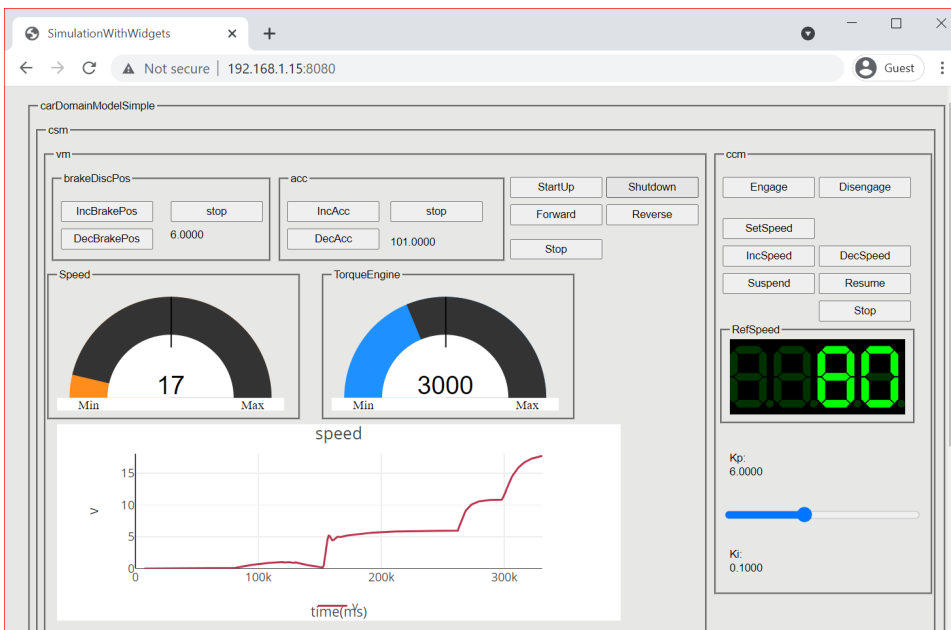 SimulationWithWidgets
Not secure | 192.168.1.15:8080
Guest
carDomainModelSimple
csm
vm
brakeDiscPos
IncBrakePos stop
DecBrakePos 6.0000
acc
IncAcc stop
DecAcc 101.0000
StartUp Shutdown
Forward Reverse
Stop
Speed
17
Min Max
TorqueEngine
3000
Min Max
speed
v
15
10
5
0
0 100k 200k 300k
time(ms)
v
ccm
Engage Disengage
SetSpeed
IncSpeed DecSpeed
Suspend Resume
Stop
RefSpeed
80
Kp:
6.0000
Ki:
0.1000